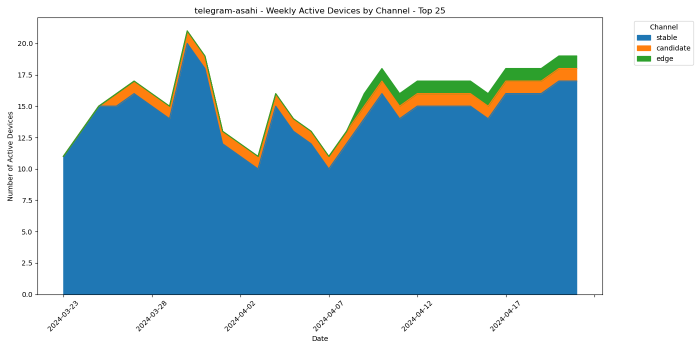 telegram-asahi - Weekly Active Devices by Channel - Top 25
Channel
stable
candidate
edge
Number of Active Devices
20.0
17.5
15.0
12.5
10.0
7.5
5.0
2.5
0.0
2024-03-23
2024-03-28
2024-04-02
2024-04-07
2024-04-12
2024-04-17
Date